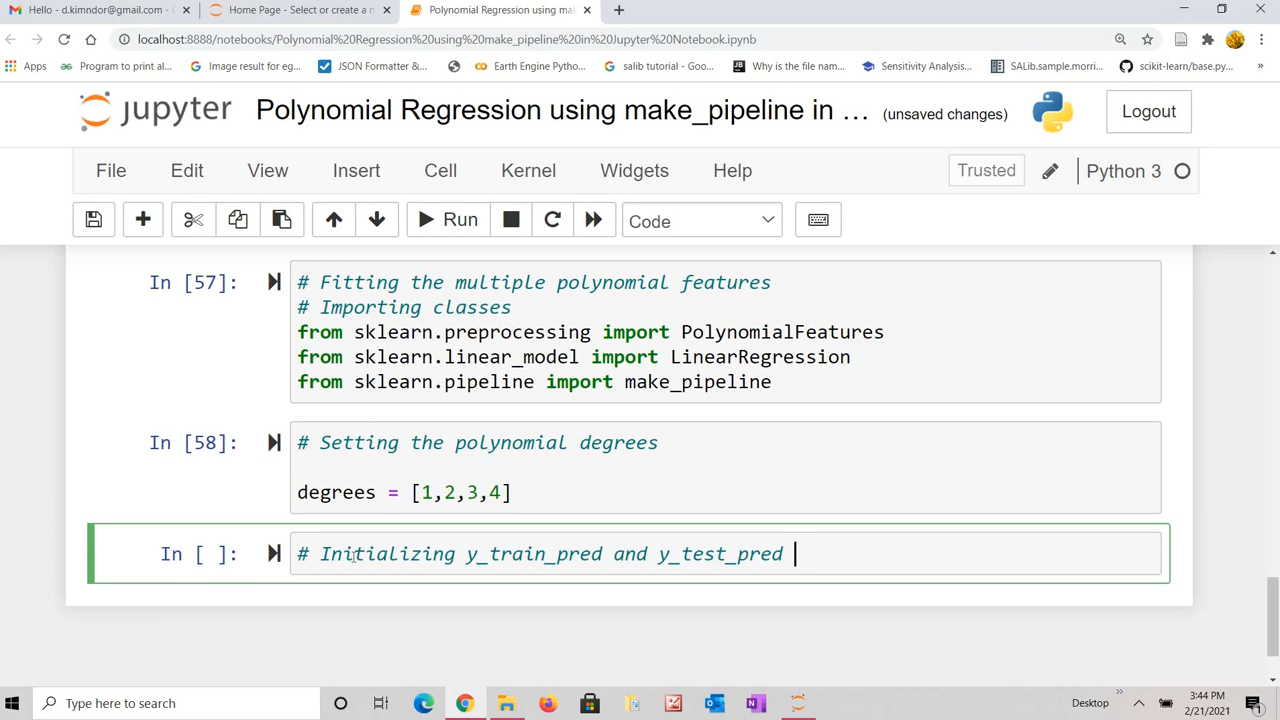 Hello - d.kimndor@gmail.com -
Home Page - Select or create a n
Polynomial Regression using mak
localhost:8888/notebooks/Polynomial%20Regression%20using%20make_pipeline%20in%20Jupyter%20Notebook.ipynb
Apps
Program to print al...
Image result for eg...
JSON Formatter &...
Earth Engine Pytho...
salib tutorial - Goo...
Why is the file nam...
Sensitivity Analysis...
SALib.sample.morri...
scikit-learn/base.py...
»
jupyter
Polynomial Regression using make_pipeline in ...
(unsaved changes)
Logout
File
Edit
View
Insert
Cell
Kernel
Widgets
Help
Trusted
Python 3
Run
Code
In [57]:
# Fitting the multiple polynomial features
# Importing classes
from sklearn.preprocessing import PolynomialFeatures
from sklearn.linear_model import LinearRegression
from sklearn.pipeline import make_pipeline
In [58]:
# Setting the polynomial degrees
degrees = [1,2,3,4]
In [ ]:
# Initializing y_train_pred and y_test_pred
Type here to search
Desktop
»
3:44 PM
2/21/2021